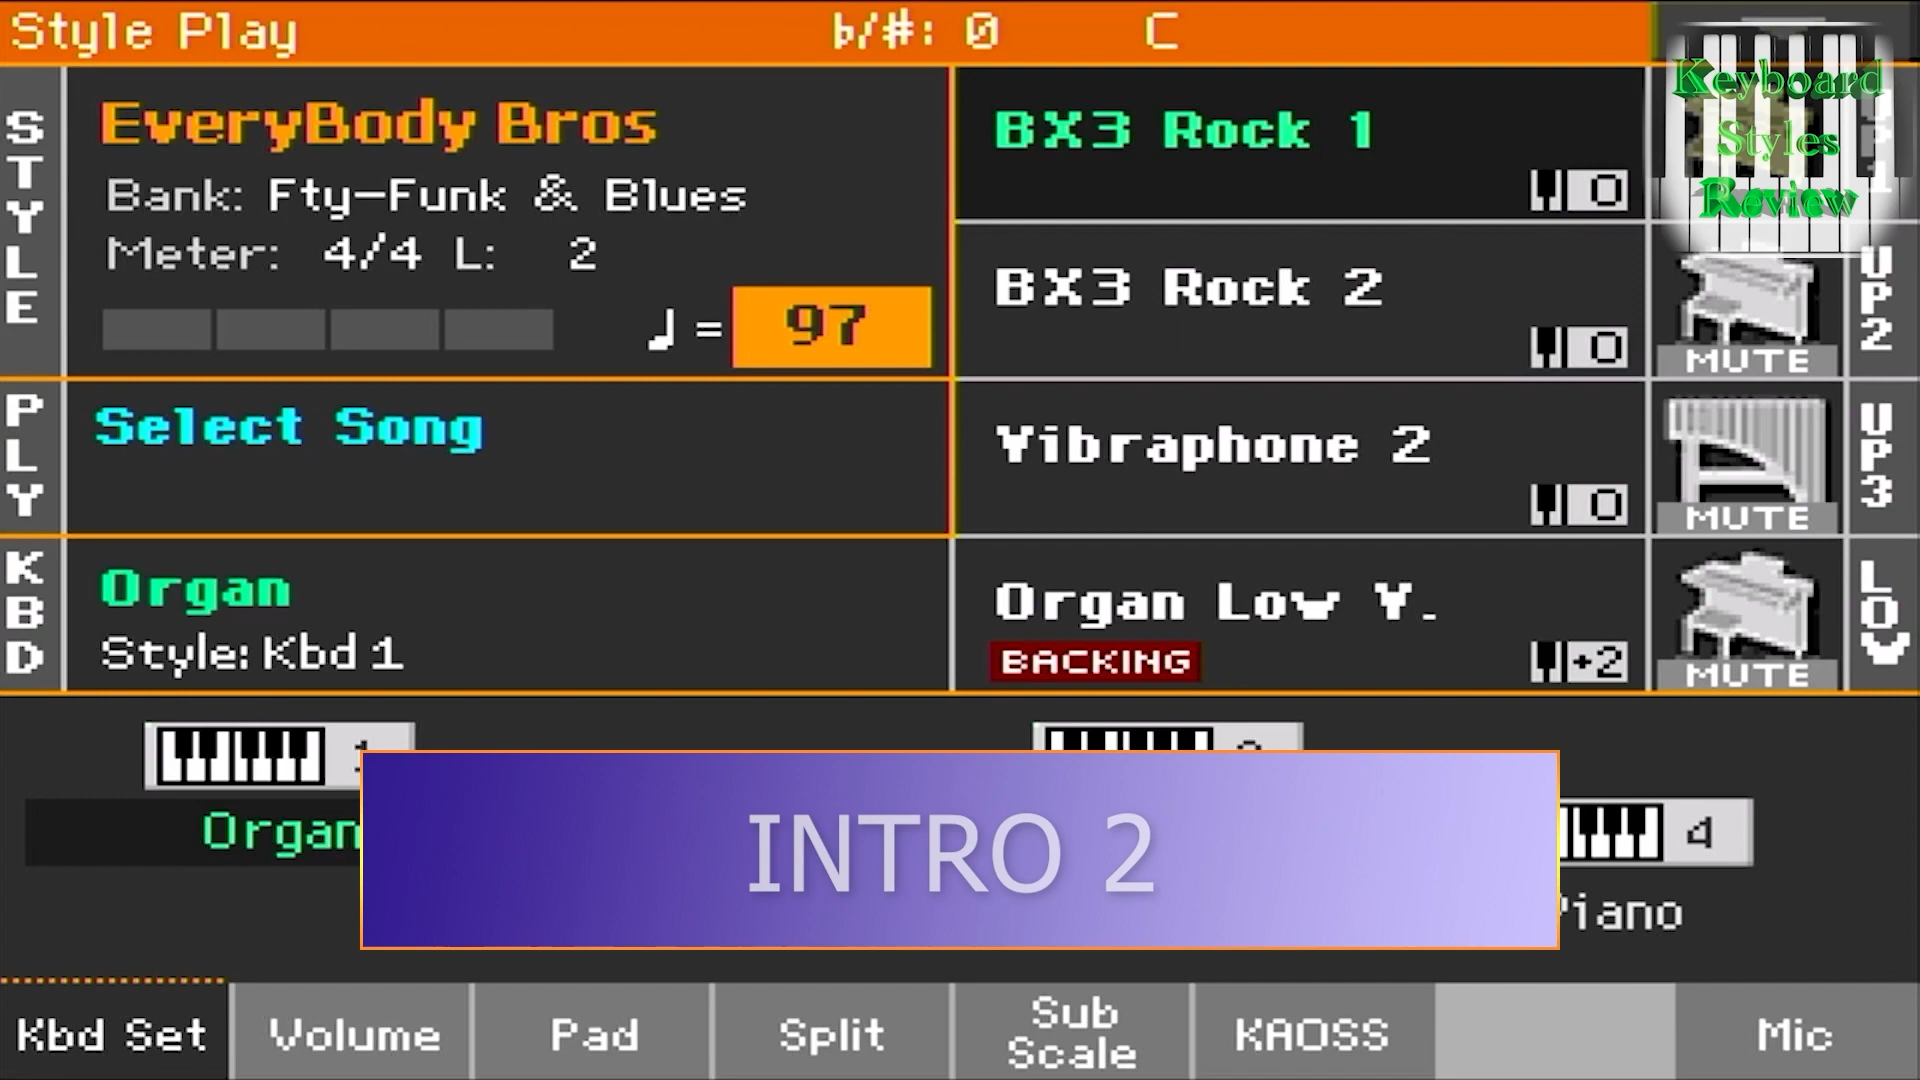 Style Play
♭/#: 0
C
Keyboard
Styles
Review
STYLE
EveryBody Bros
Bank: Fty-Funk & Blues
Meter: 4/4 L: 2
♩ = 97
BX3 Rock 1
0
BX3 Rock 2
0
MUTE
UP2
PLY
Select Song
Vibraphone 2
0
MUTE
UP3
KBD
Organ
Style: Kbd 1
Organ Low V.
BACKING
+2
MUTE
LOW
Organ
INTRO 2
4
Piano
Kbd Set
Volume
Pad
Split
Sub
Scale
KAOSS
Mic